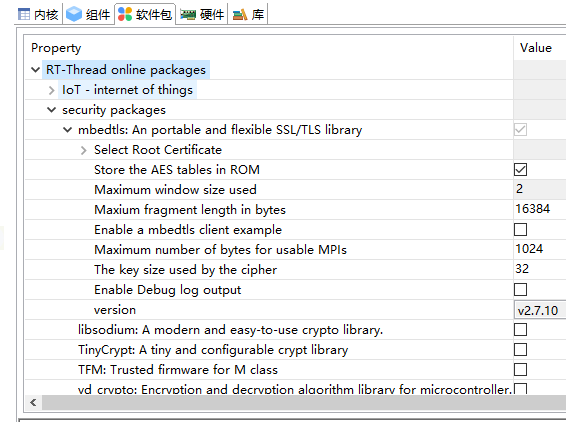 内核 组件 软件包 硬件 库
Property Value
RT-Thread online packages
IoT - internet of things
security packages
mbedtls: An portable and flexible SSL/TLS library
Select Root Certificate
Store the AES tables in ROM
Maximum window size used 2
Maxium fragment length in bytes 16384
Enable a mbedtls client example
Maximum number of bytes for usable MPIs 1024
The key size used by the cipher 32
Enable Debug log output
version v2.7.10
libsodium: A modern and easy-to-use crypto library.
TinyCrypt: A tiny and configurable crypt library
TFM: Trusted firmware for M class
yd_crypto: Encryption and decryption algorithm library for microcontroller.